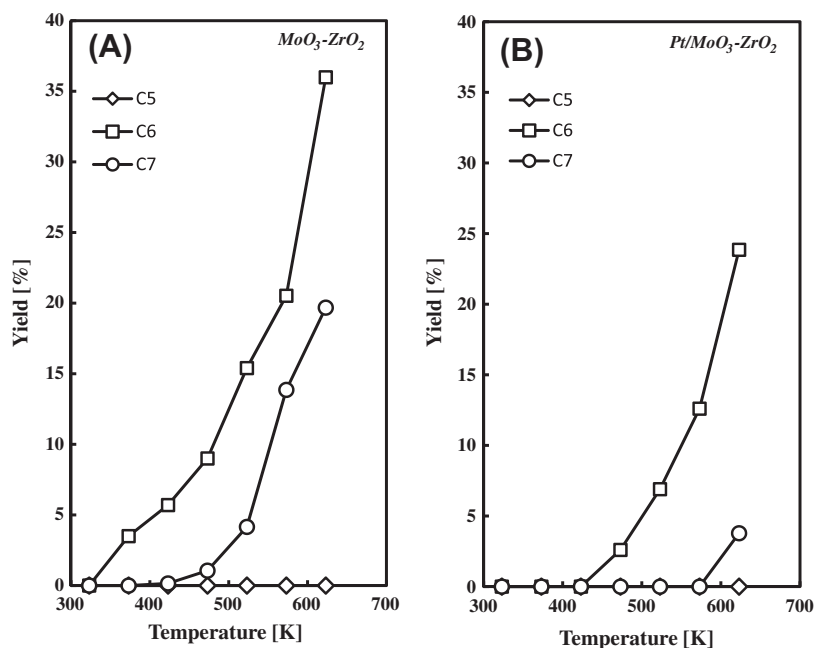 (A)
MoO3-ZrO2
C5
C6
C7
40
35
30
25
20
15
10
5
0
Yield [%]
300 400 500 600 700
Temperature [K]
(B)
Pt/MoO3-ZrO2
C5
C6
C7
40
35
30
25
20
15
10
5
0
Yield [%]
300 400 500 600 700
Temperature [K]